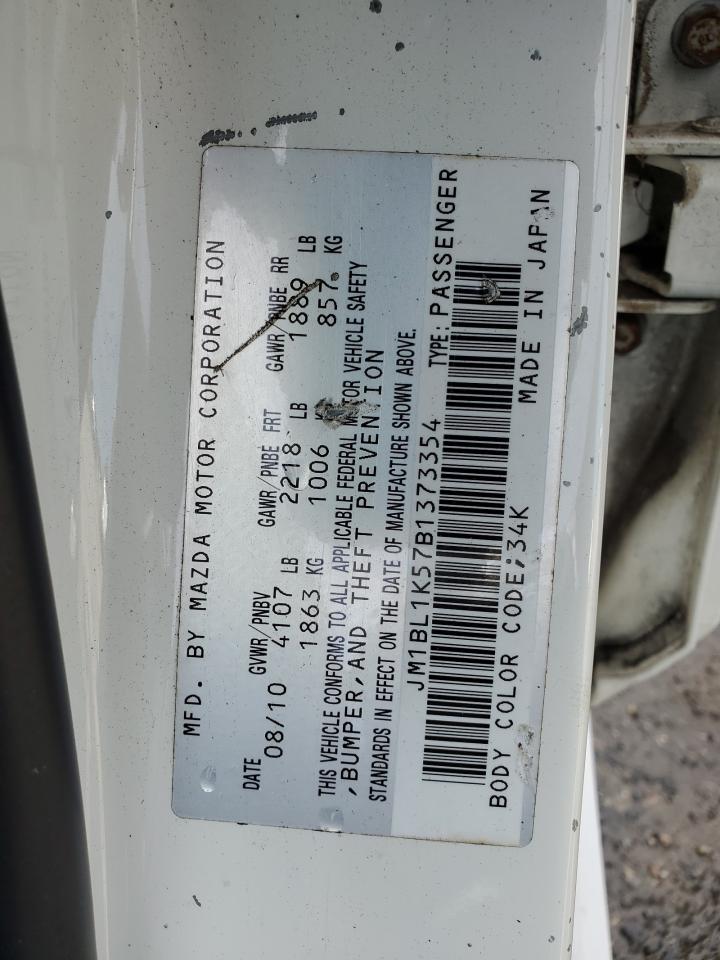 MFD. BY MAZDA MOTOR CORPORATION
DATE GVWR/PNBV GAWR/PNBE FRT GAWR/PNBE RR
08/10 4107 LB 2218 LB 1889 LB
1863 KG 1006 857 KG
THIS VEHICLE CONFORMS TO ALL APPLICABLE FEDERAL MOTOR VEHICLE SAFETY
, BUMPER, AND THEFT PREVENTION
STANDARDS IN EFFECT ON THE DATE OF MANUFACTURE SHOWN ABOVE.
JM1BL1K57B1373354 TYPE: PASSENGER
BODY COLOR CODE;34K MADE IN JAPAN